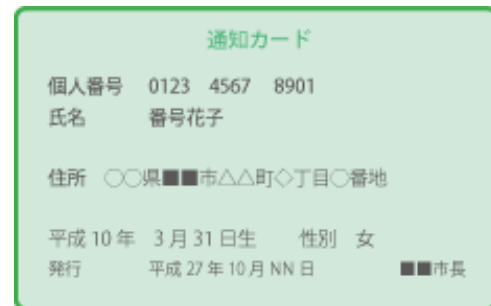 通知カード
個人番号 0123 4567 8901
氏名 番号花子
住所 ○○県■■市△△町◇丁目○番地
平成10年 3月31日生 性別 女
発行 平成27年10月NN日 ■■市長